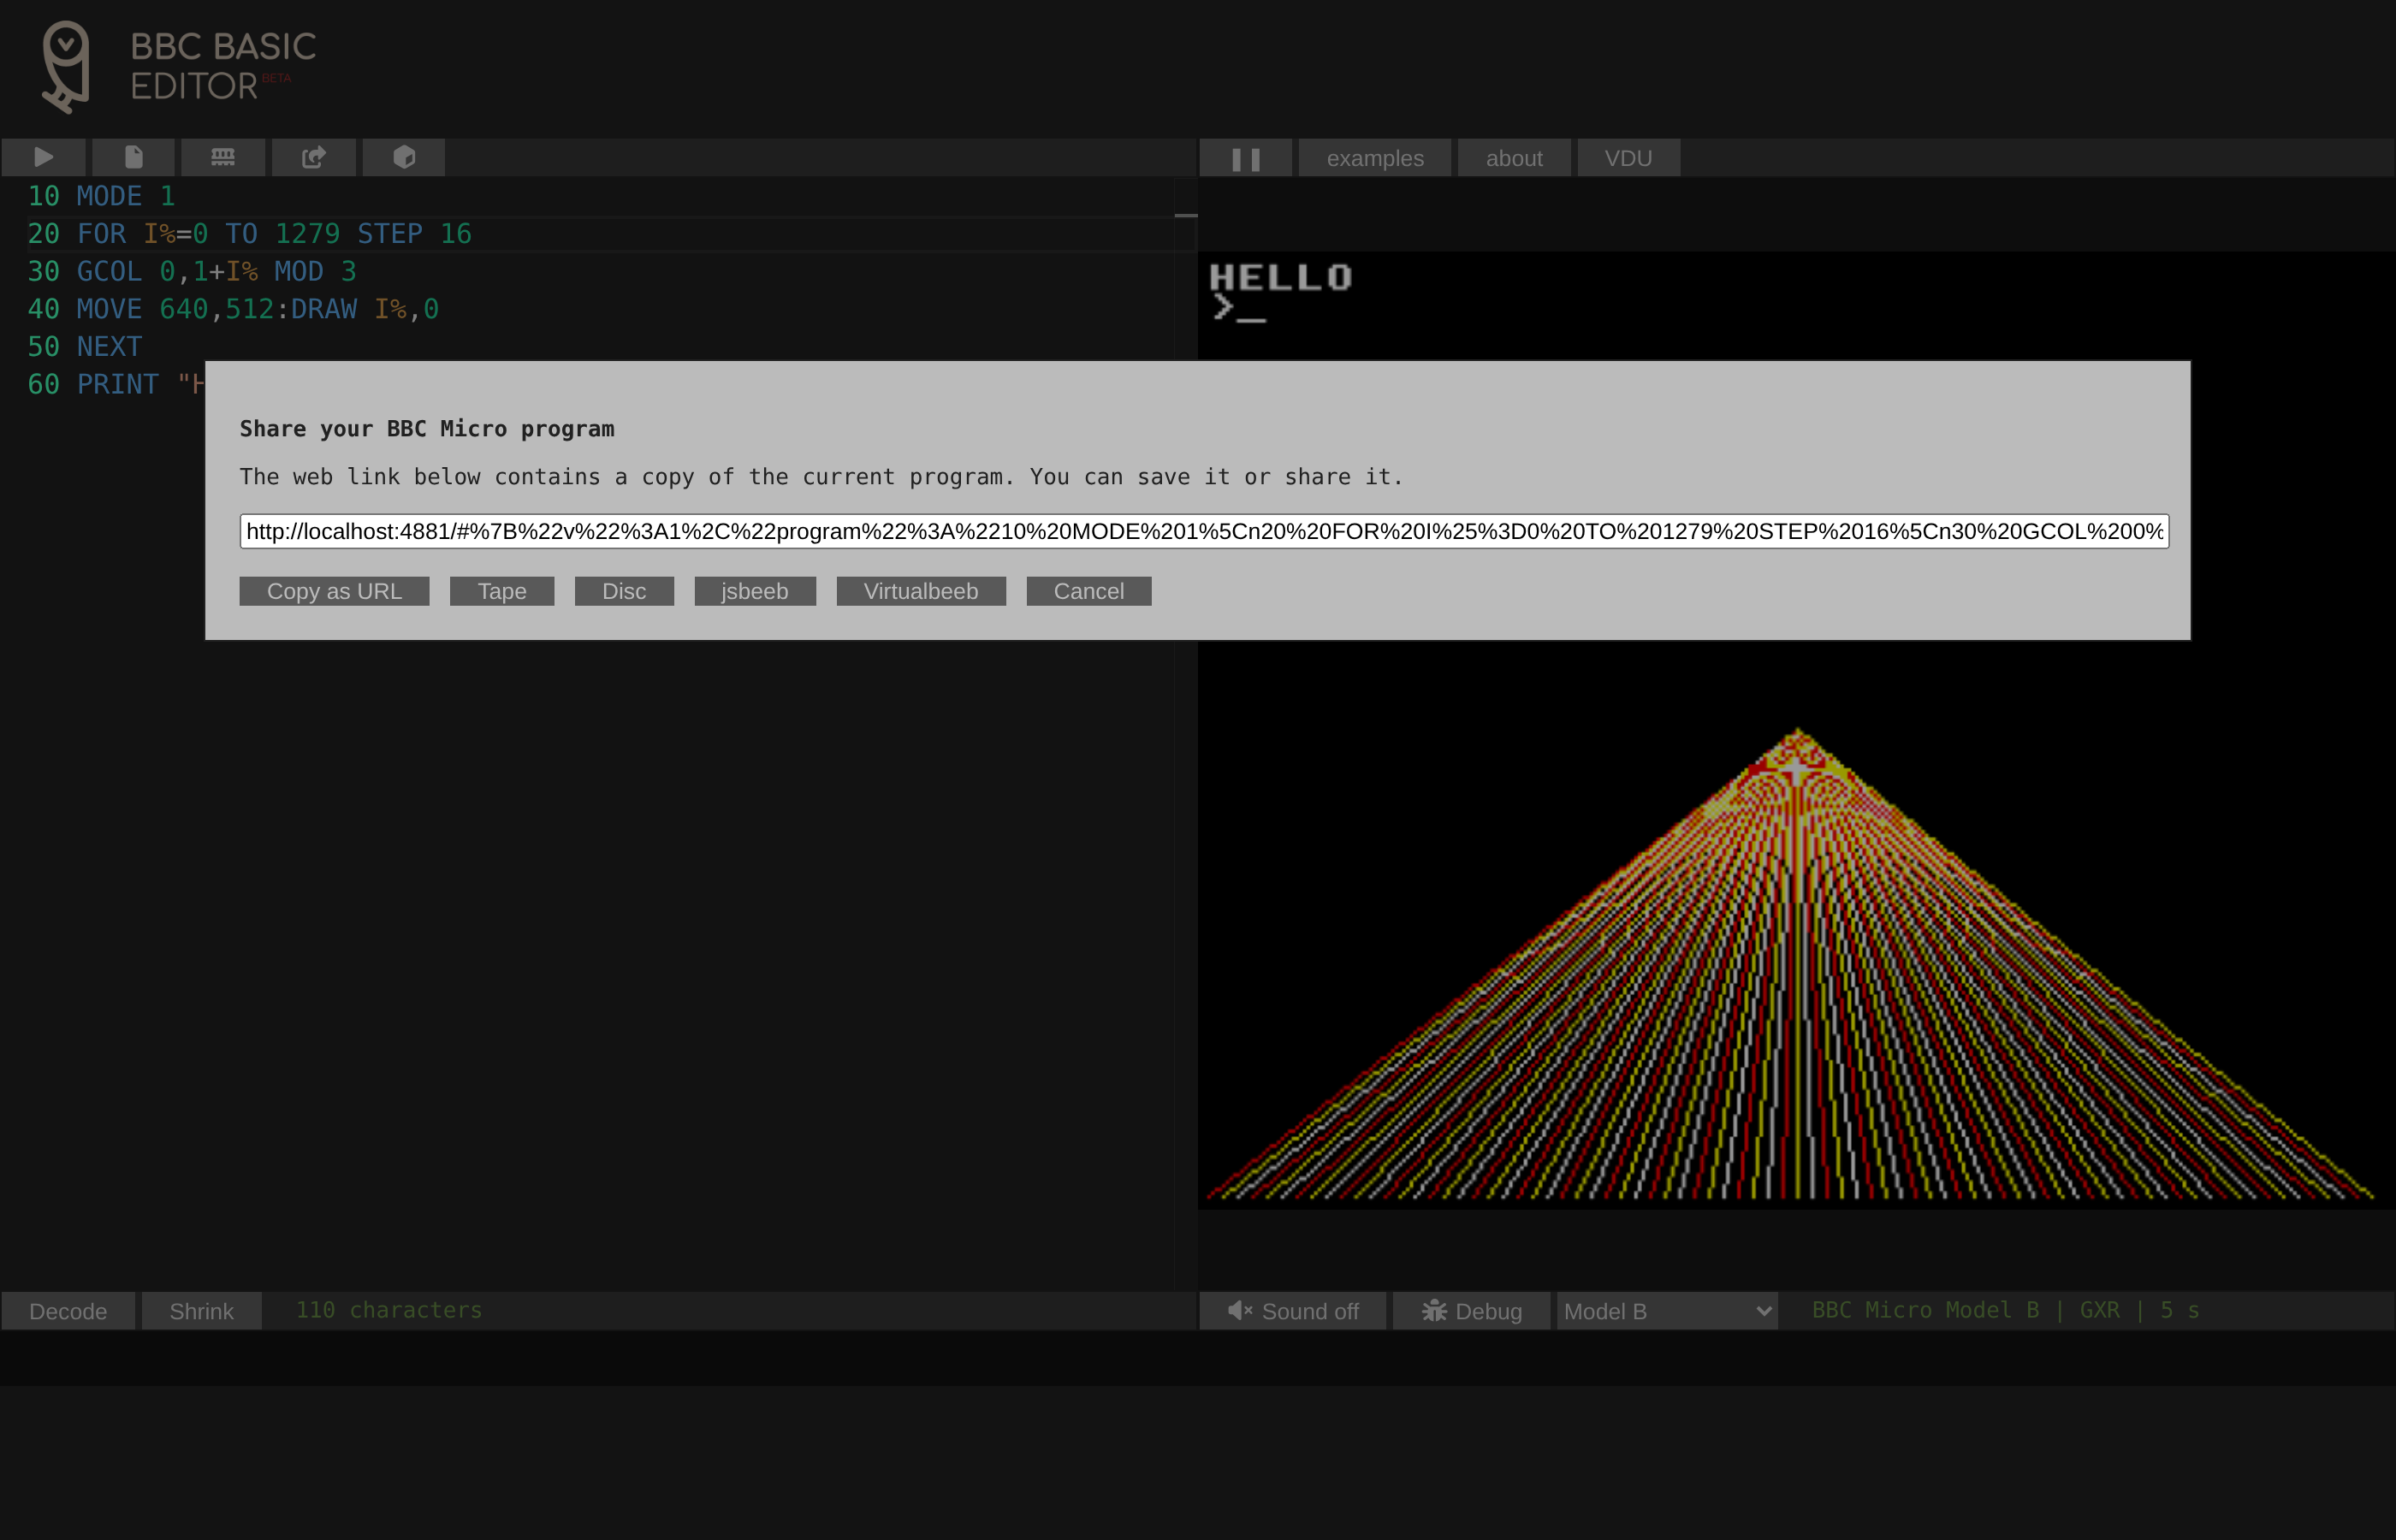 BBC BASIC
EDITOR BETA
examples
about
VDU
10 MODE 1
20 FOR I%=0 TO 1279 STEP 16
30 GCOL 0,1+I% MOD 3
40 MOVE 640,512:DRAW I%,0
50 NEXT
60 PRINT "H
HELLO
>_
Share your BBC Micro program
The web link below contains a copy of the current program. You can save it or share it.
http://localhost:4881/#%7B%22v%22%3A1%2C%22program%22%3A%2210%20MODE%201%5Cn20%20FOR%20I%25%3D0%20TO%201279%20STEP%2016%5Cn30%20GCOL%200%
Copy as URL
Tape
Disc
jsbeeb
Virtualbeeb
Cancel
Decode
Shrink
110 characters
Sound off
Debug
Model B
BBC Micro Model B | GXR | 5 s